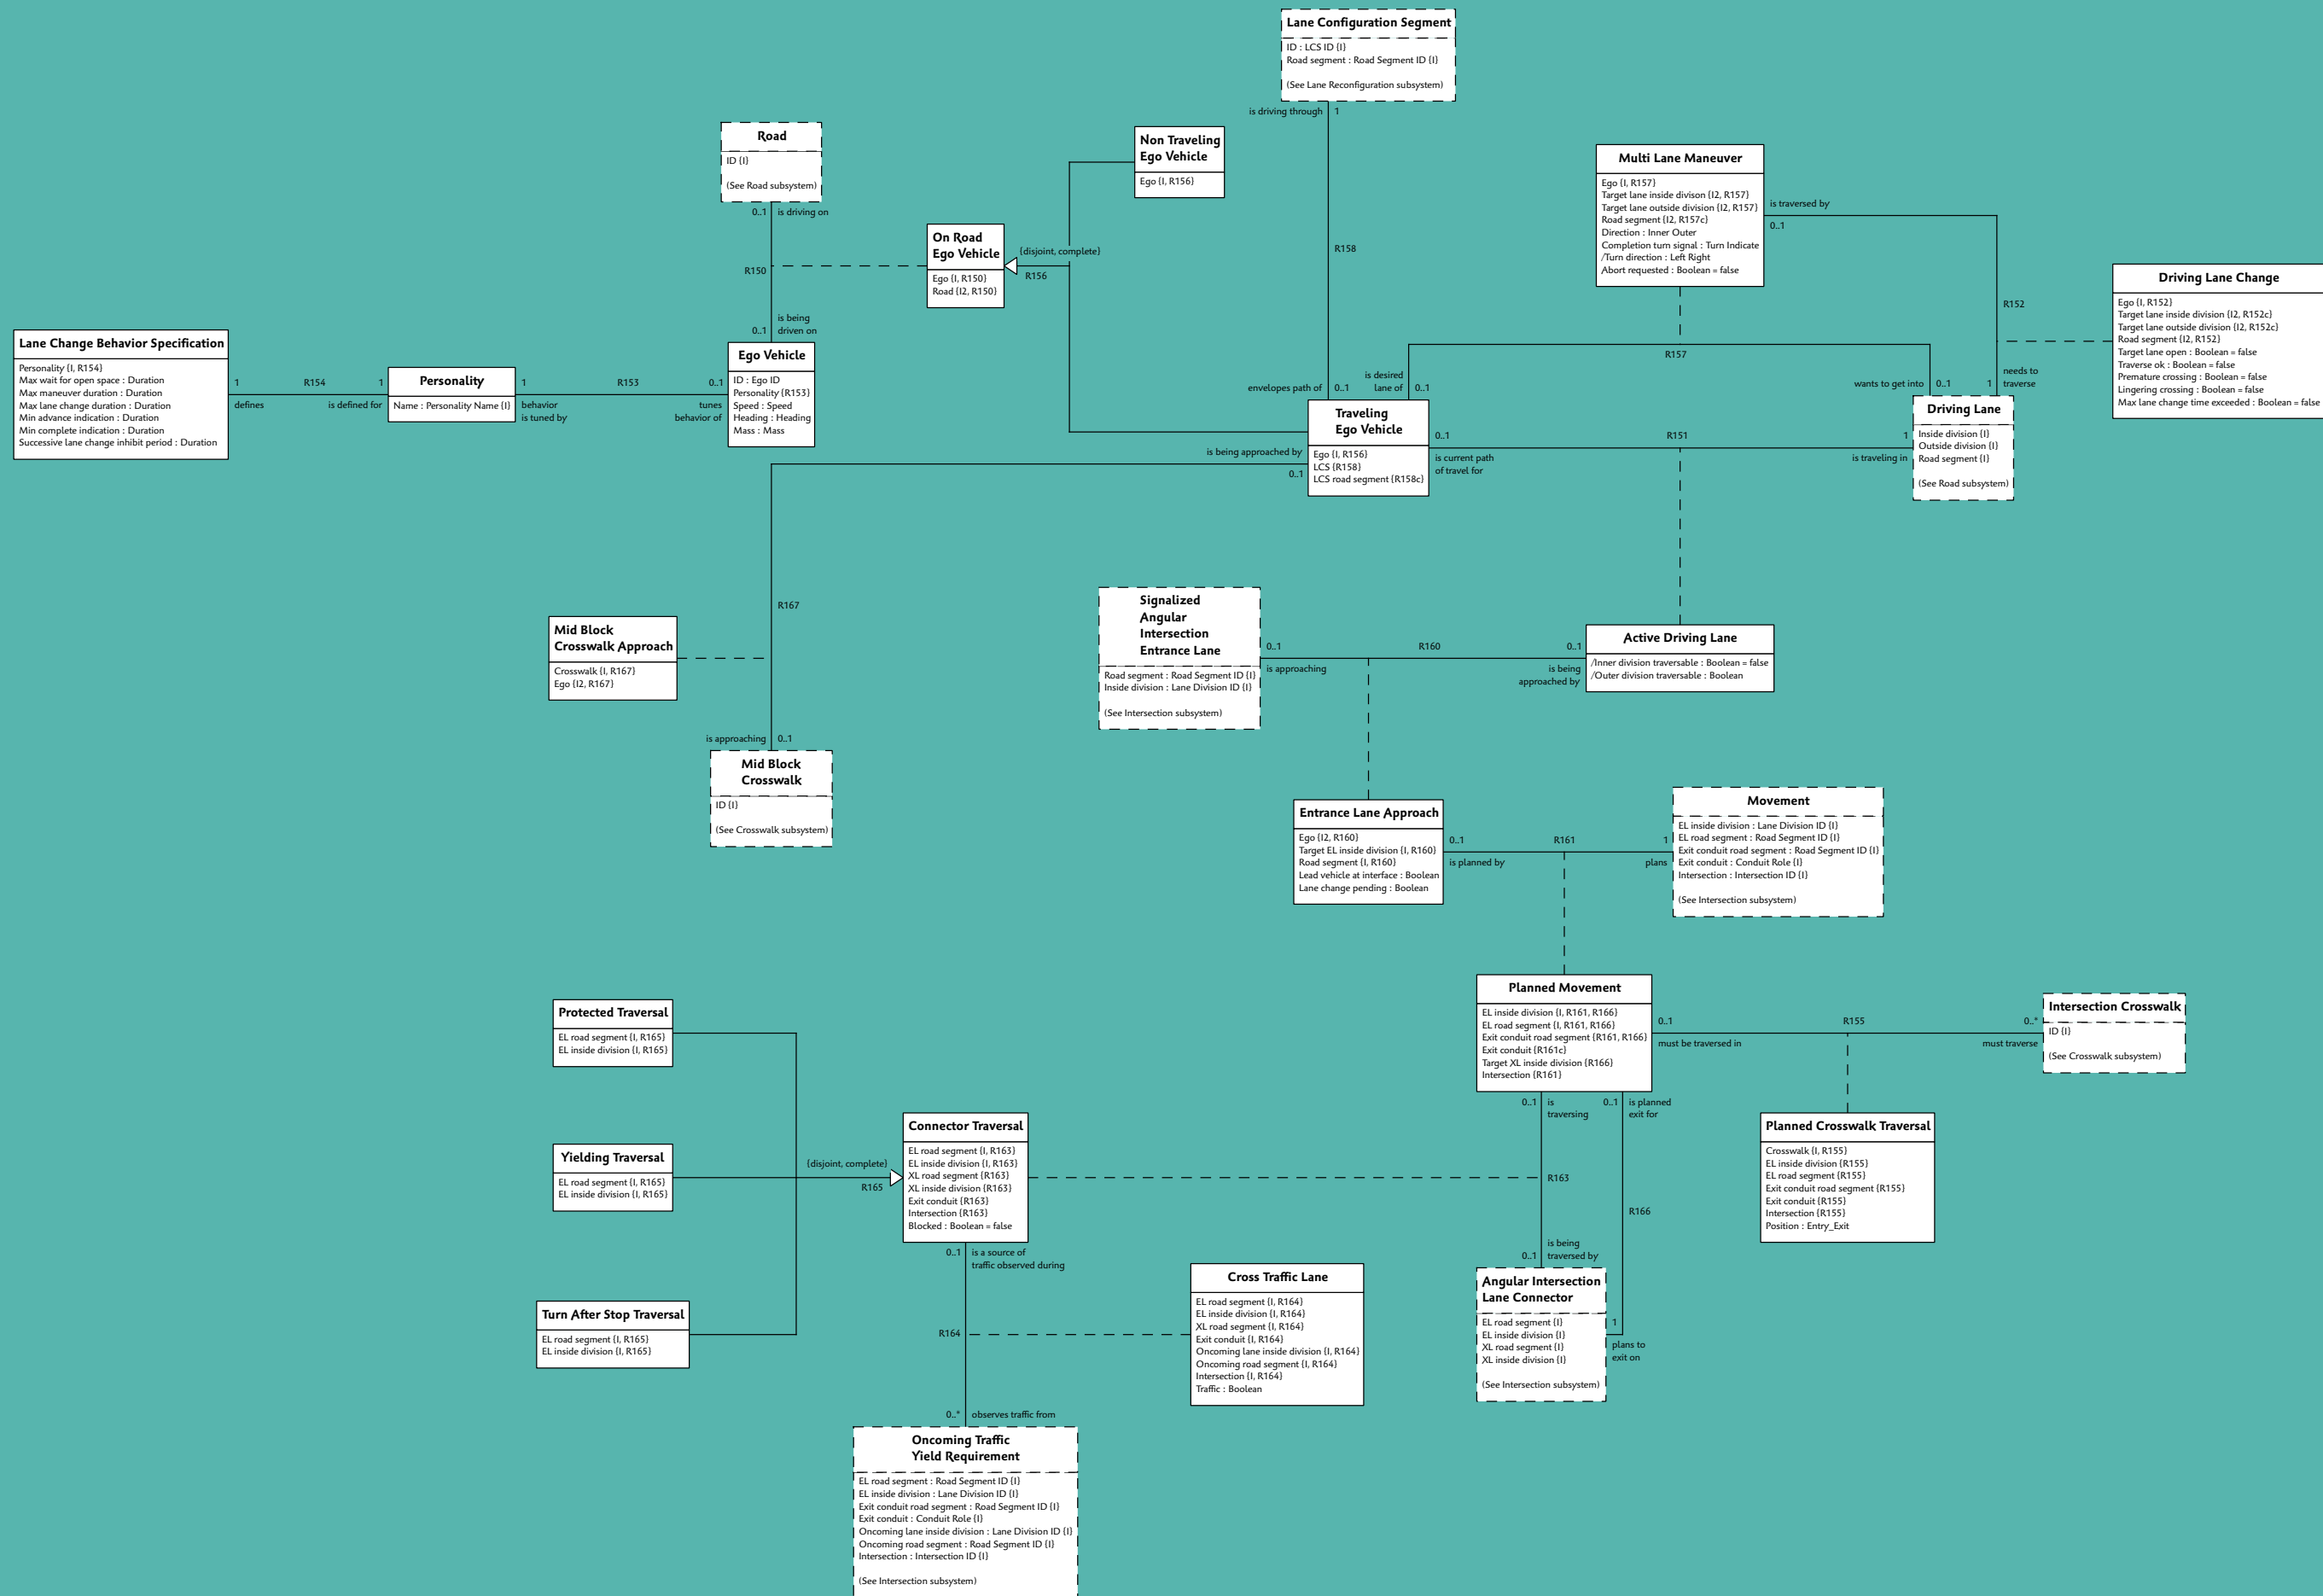 Lane Configuration Segment
ID : LCS ID {I}
Road segment : Road Segment ID {I}
(See Lane Reconfiguration subsystem)
is driving through
1
R158
envelopes path of
0..1
Road
ID {I}
(See Road subsystem)
0..1
is driving on
R150
is being
driven on
0..1
Non Traveling
Ego Vehicle
Ego {I, R156}
On Road
Ego Vehicle
Ego {I, R150}
Road {I2, R150}
{disjoint, complete}
R156
Multi Lane Maneuver
Ego {I, R157}
Target lane inside divison {I2, R157}
Target lane outside division {I2, R157}
Road segment {I2, R157c}
Direction : Inner Outer
Completion turn signal : Turn Indicate
/Turn direction : Left Right
Abort requested : Boolean = false
is traversed by
0..1
R152
needs to
traverse
1
Driving Lane Change
Ego {I, R152}
Target lane inside division {I2, R152c}
Target lane outside division {I2, R152c}
Road segment {I2, R152}
Target lane open : Boolean = false
Traverse ok : Boolean = false
Premature crossing : Boolean = false
Lingering crossing : Boolean = false
Max lane change time exceeded : Boolean = false
Lane Change Behavior Specification
Personality {I, R154}
Max wait for open space : Duration
Max maneuver duration : Duration
Max lane change duration : Duration
Min advance indication : Duration
Min complete indication : Duration
Successive lane change inhibit period : Duration
1
R154
1
defines
is defined for
Personality
Name : Personality Name {I}
1
R153
0..1
behavior
is tuned by
tunes
behavior of
Ego Vehicle
ID : Ego ID
Personality {R153}
Speed : Speed
Heading : Heading
Mass : Mass
R157
is desired
lane of
0..1
wants to get into
0..1
Traveling
Ego Vehicle
Ego {I, R156}
LCS {R158}
LCS road segment {R158c}
0..1
R151
1
is current path
of travel for
is traveling in
Driving Lane
Inside division {I}
Outside division {I}
Road segment {I}
(See Road subsystem)
is being approached by
0..1
R167
Mid Block
Crosswalk Approach
Crosswalk {I, R167}
Ego {I2, R167}
is approaching
0..1
Mid Block
Crosswalk
ID {I}
(See Crosswalk subsystem)
Signalized
Angular
Intersection
Entrance Lane
Road segment : Road Segment ID {I}
Inside division : Lane Division ID {I}
(See Intersection subsystem)
0..1
R160
0..1
is approaching
is being
approached by
Active Driving Lane
/Inner division traversable : Boolean = false
/Outer division traversable : Boolean
Entrance Lane Approach
Ego {I2, R160}
Target EL inside division {I, R160}
Road segment {I, R160}
Lead vehicle at interface : Boolean
Lane change pending : Boolean
0..1
R161
1
is planned by
plans
Movement
EL inside division : Lane Division ID {I}
EL road segment : Road Segment ID {I}
Exit conduit road segment : Road Segment ID {I}
Exit conduit : Conduit Role {I}
Intersection : Intersection ID {I}
(See Intersection subsystem)
Planned Movement
EL inside division {I, R161, R166}
EL road segment {I, R161, R166}
Exit conduit road segment {R161, R166}
Exit conduit {R161c}
Target XL inside division {R166}
Intersection {R161}
0..1
R155
0..*
must be traversed in
must traverse
Intersection Crosswalk
ID {I}
(See Crosswalk subsystem)
Planned Crosswalk Traversal
Crosswalk {I, R155}
EL inside division {R155}
EL road segment {R155}
Exit conduit road segment {R155}
Exit conduit {R155}
Intersection {R155}
Position : Entry_Exit
0..1
is
traversing
0..1
is planned
exit for
R163
R166
is being
traversed by
0..1
Angular Intersection
Lane Connector
EL road segment {I}
EL inside division {I}
XL road segment {I}
XL inside division {I}
(See Intersection subsystem)
1
plans to
exit on
Protected Traversal
EL road segment {I, R165}
EL inside division {I, R165}
Yielding Traversal
EL road segment {I, R165}
EL inside division {I, R165}
Turn After Stop Traversal
EL road segment {I, R165}
EL inside division {I, R165}
{disjoint, complete}
R165
Connector Traversal
EL road segment {I, R163}
EL inside division {I, R163}
XL road segment {R163}
XL inside division {R163}
Exit conduit {R163}
Intersection {R163}
Blocked : Boolean = false
0..1
is a source of
traffic observed during
R164
Cross Traffic Lane
EL road segment {I, R164}
EL inside division {I, R164}
XL road segment {I, R164}
Exit conduit {I, R164}
Oncoming lane inside division {I, R164}
Oncoming road segment {I, R164}
Intersection {I, R164}
Traffic : Boolean
0..*
observes traffic from
Oncoming Traffic
Yield Requirement
EL road segment : Road Segment ID {I}
EL inside division : Lane Division ID {I}
Exit conduit road segment : Road Segment ID {I}
Exit conduit : Conduit Role {I}
Oncoming lane inside division : Lane Division ID {I}
Oncoming road segment : Road Segment ID {I}
Intersection : Intersection ID {I}
(See Intersection subsystem)